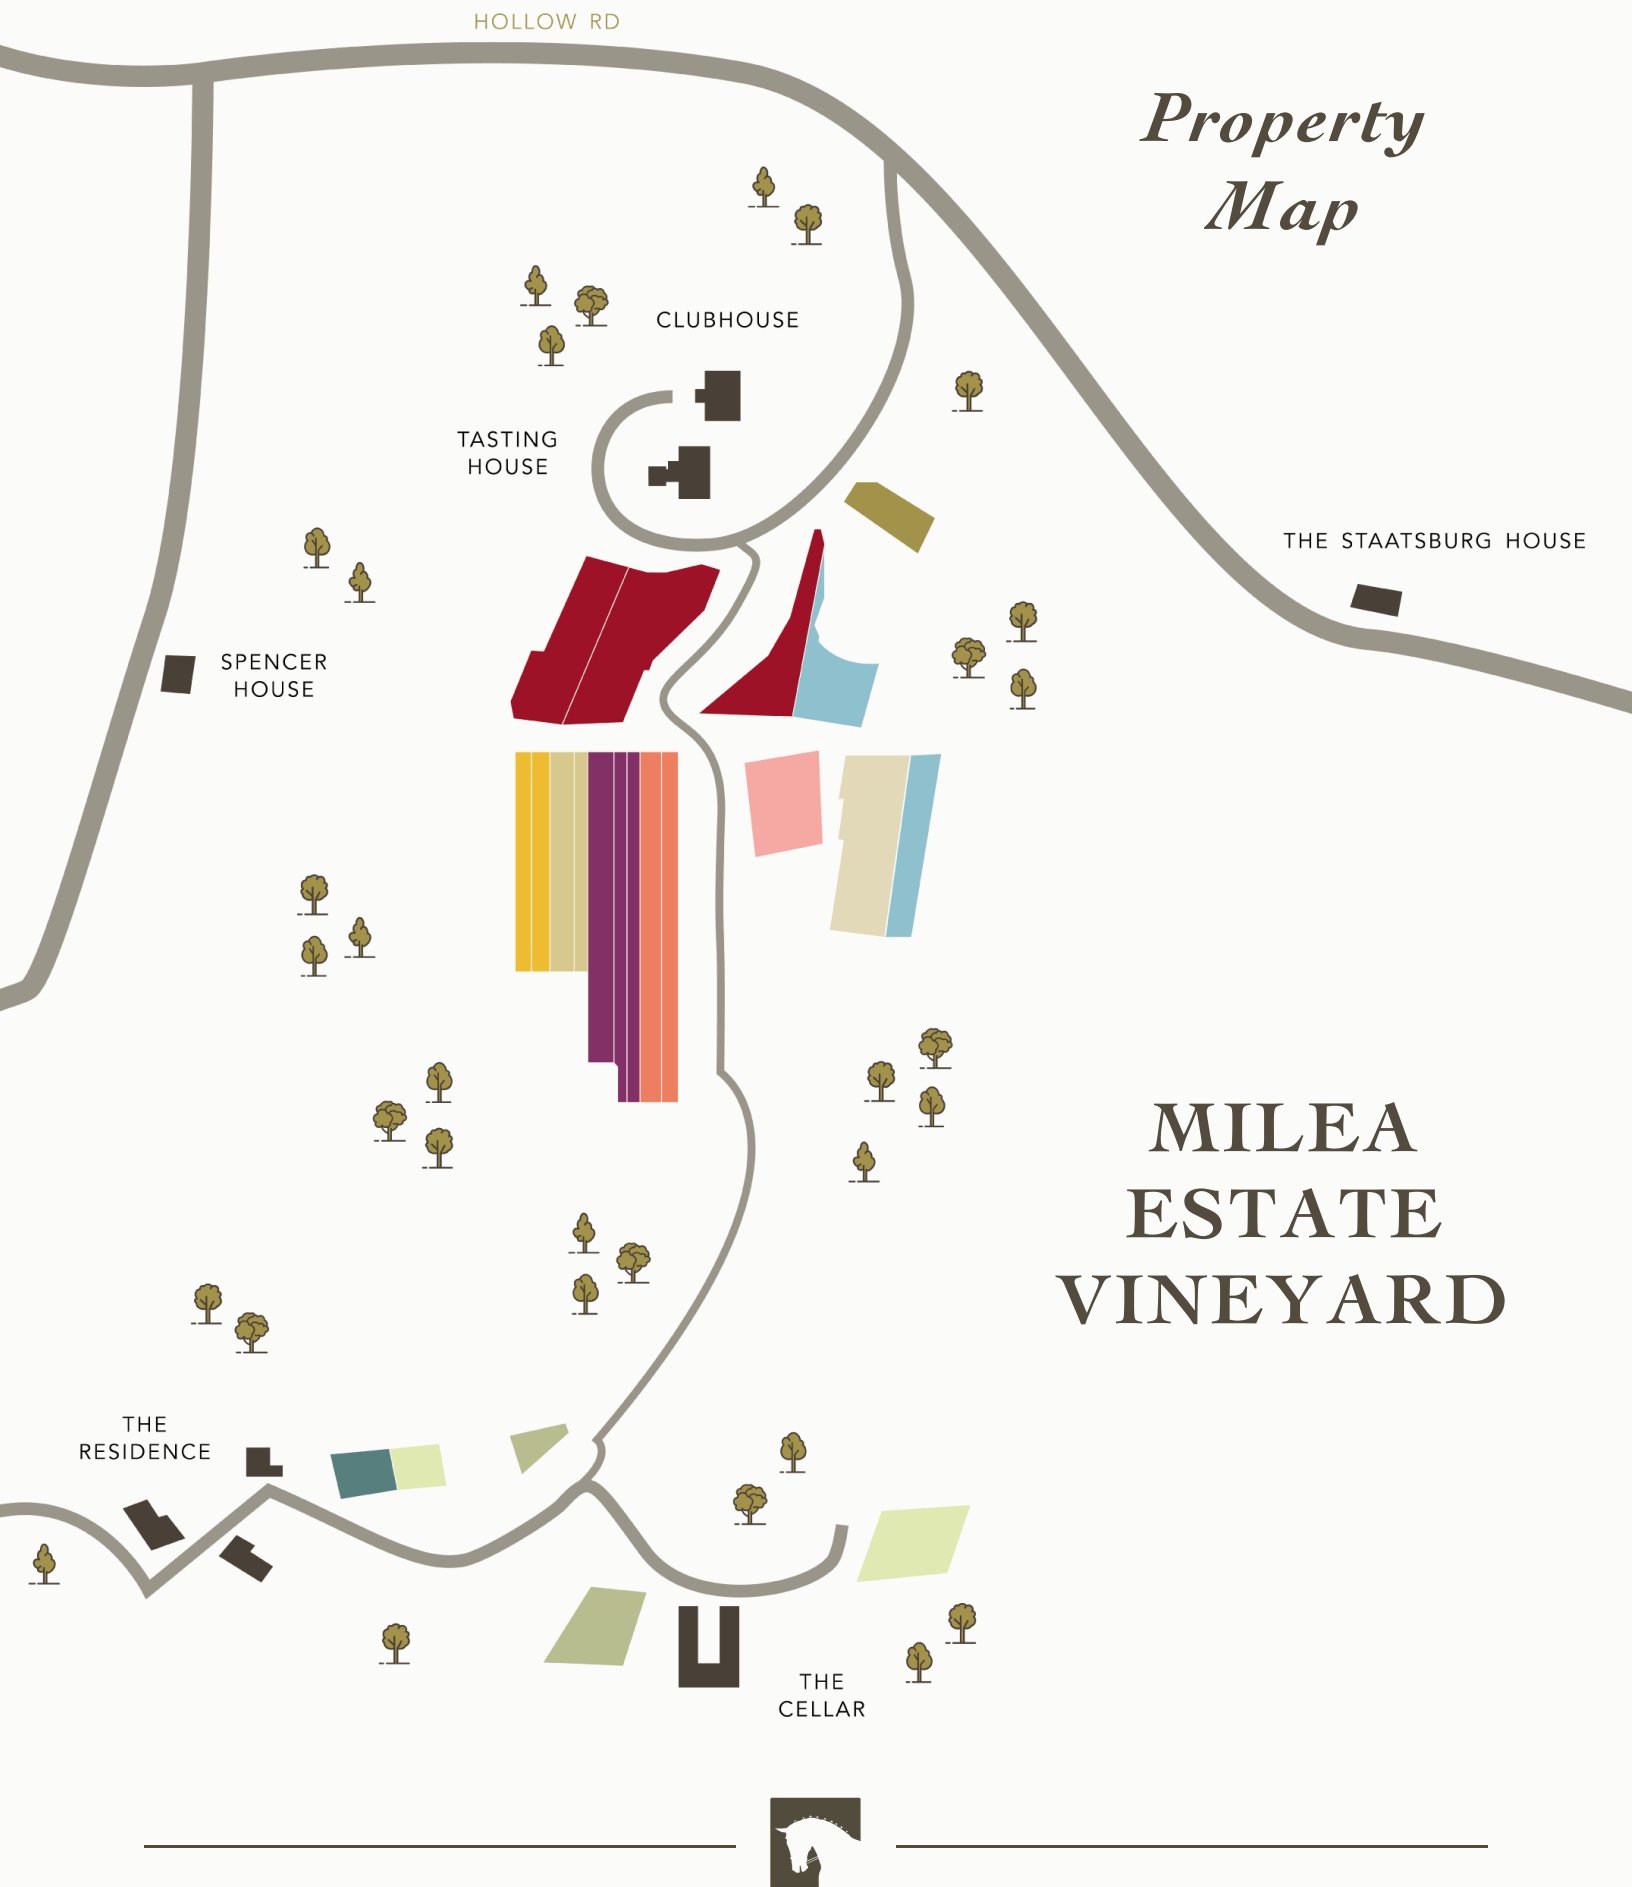 HOLLOW RD
Property
Map
CLUBHOUSE
TASTING
HOUSE
THE STAATSBURG HOUSE
SPENCER
HOUSE
MILEA
ESTATE
VINEYARD
THE
RESIDENCE
THE
CELLAR